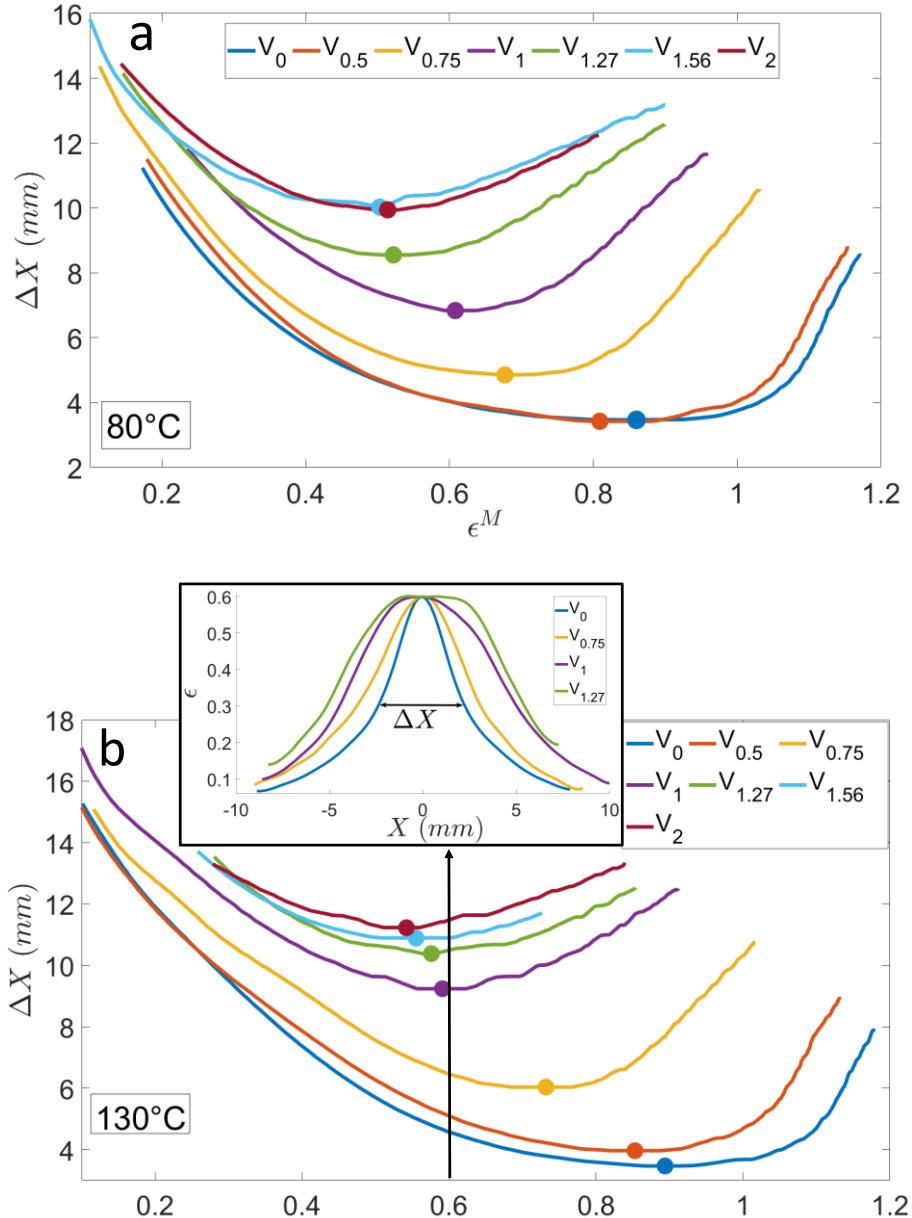 16
a
V0 V0.5 V0.75 V1 V1.27 V1.56 V2
14
12
10
8
6
4
2
ΔX (mm)
80°C
0.2 0.4 0.6 0.8 1 1.2
ϵM
0.6
0.5
0.4
0.3
0.2
0.1
ϵ
V0
V0.75
V1
V1.27
ΔX
-10 -5 0 5 10
X (mm)
18
b
V0 V0.5 V0.75
V1 V1.27 V1.56
V2
16
14
12
10
8
6
4
ΔX (mm)
130°C
0.2 0.4 0.6 0.8 1 1.2